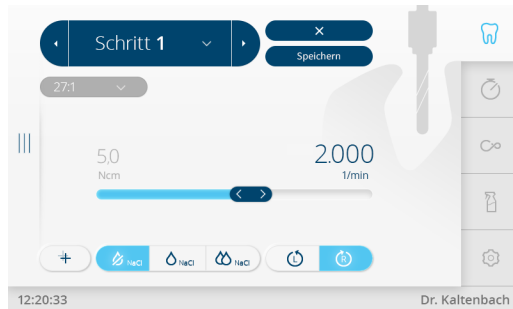 Schritt 1
×
Speichern
27:1
5,0
Ncm
2.000
1/min
NaCl
NaCl
NaCl
L
R
12:20:33
Dr. Kaltenbach